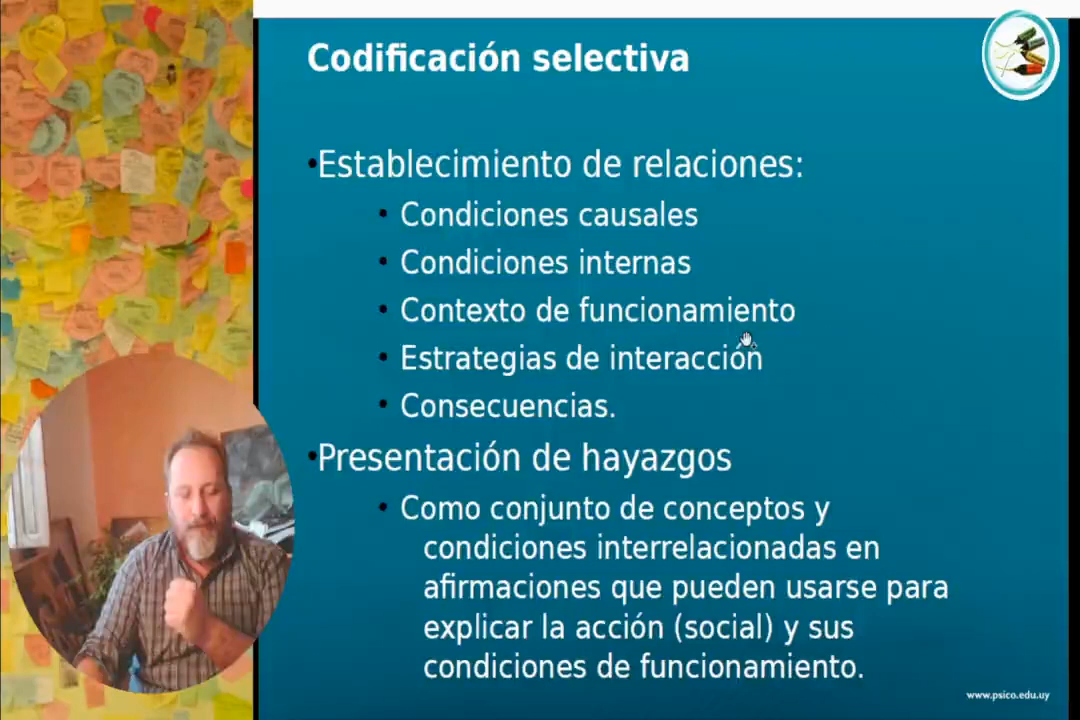 Codificación selectiva
•Establecimiento de relaciones:
• Condiciones causales
• Condiciones internas
• Contexto de funcionamiento
• Estrategias de interacción
• Consecuencias.
•Presentación de hayazgos
• Como conjunto de conceptos y
condiciones interrelacionadas en
afirmaciones que pueden usarse para
explicar la acción (social) y sus
condiciones de funcionamiento.
www.psico.edu.uy